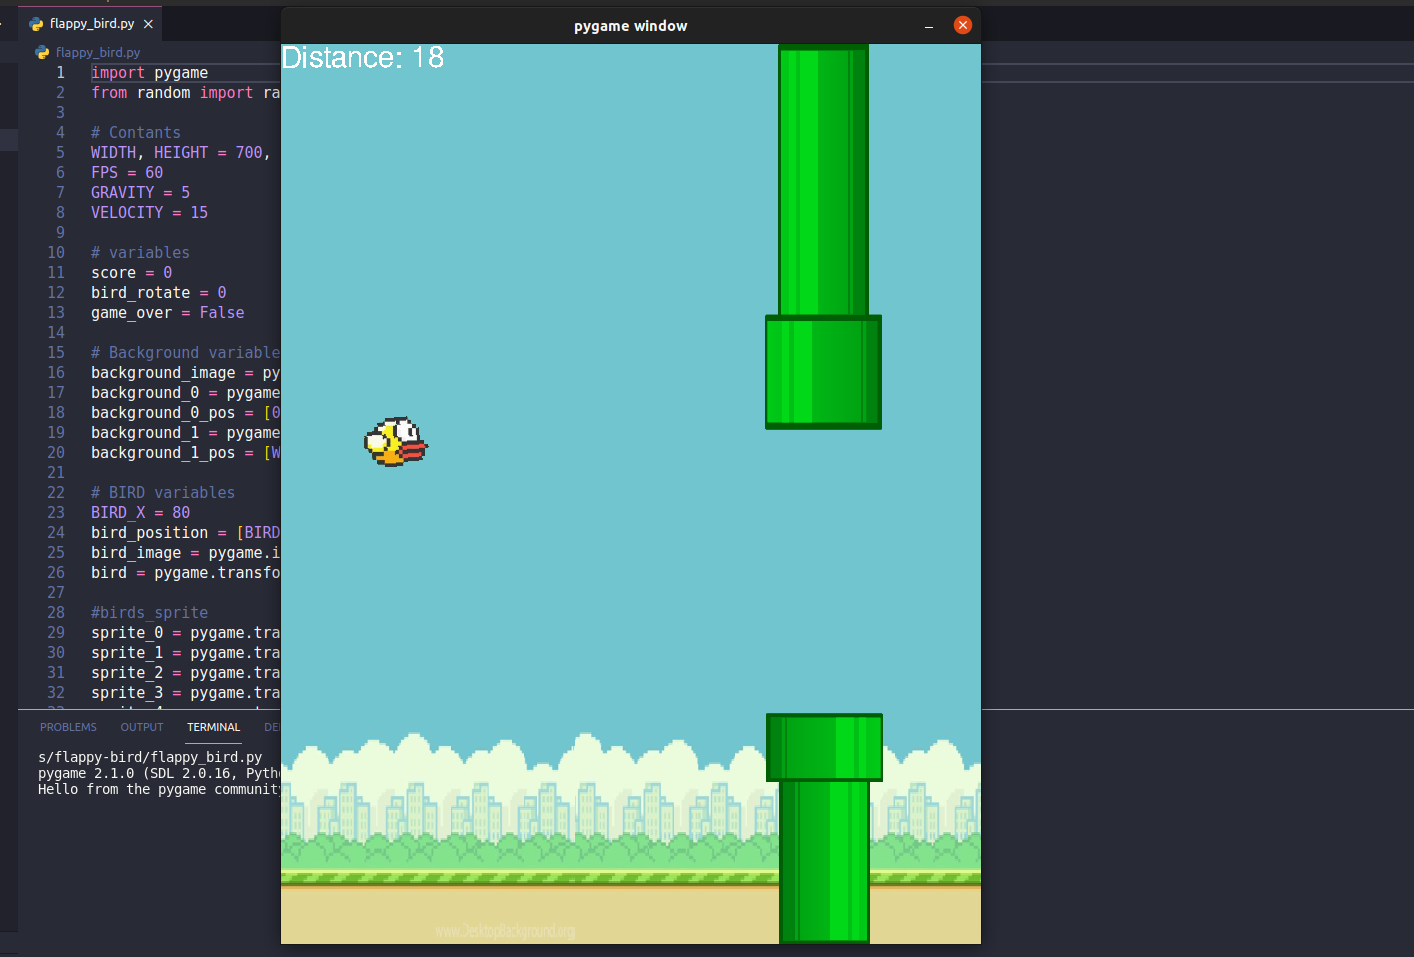 flappy_bird.py
flappy_bird.py
pygame window
Distance: 18
1 import pygame
2 from random import ra
3
4 # Contants
5 WIDTH, HEIGHT = 700,
6 FPS = 60
7 GRAVITY = 5
8 VELOCITY = 15
9
10 # variables
11 score = 0
12 bird_rotate = 0
13 game_over = False
14
15 # Background variable
16 background_image = py
17 background_0 = pygame
18 background_0_pos = [0
19 background_1 = pygame
20 background_1_pos = [W
21
22 # BIRD variables
23 BIRD_X = 80
24 bird_position = [BIRD
25 bird_image = pygame.i
26 bird = pygame.transfo
27
28 #birds_sprite
29 sprite_0 = pygame.tra
30 sprite_1 = pygame.tra
31 sprite_2 = pygame.tra
32 sprite_3 = pygame.tra
PROBLEMS OUTPUT TERMINAL DE
s/flappy-bird/flappy_bird.py
pygame 2.1.0 (SDL 2.0.16, Pyth
Hello from the pygame community
www.DesktopBackground.org